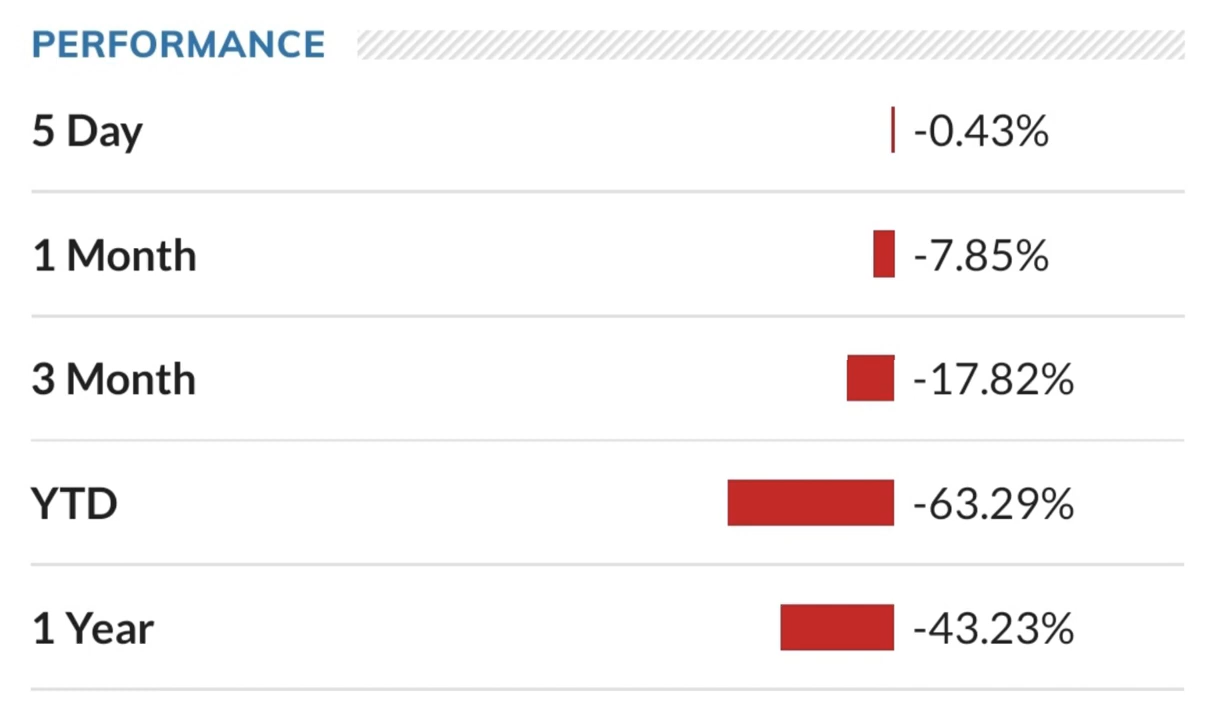 PERFORMANCE
5 Day -0.43%
1 Month -7.85%
3 Month -17.82%
YTD -63.29%
1 Year -43.23%